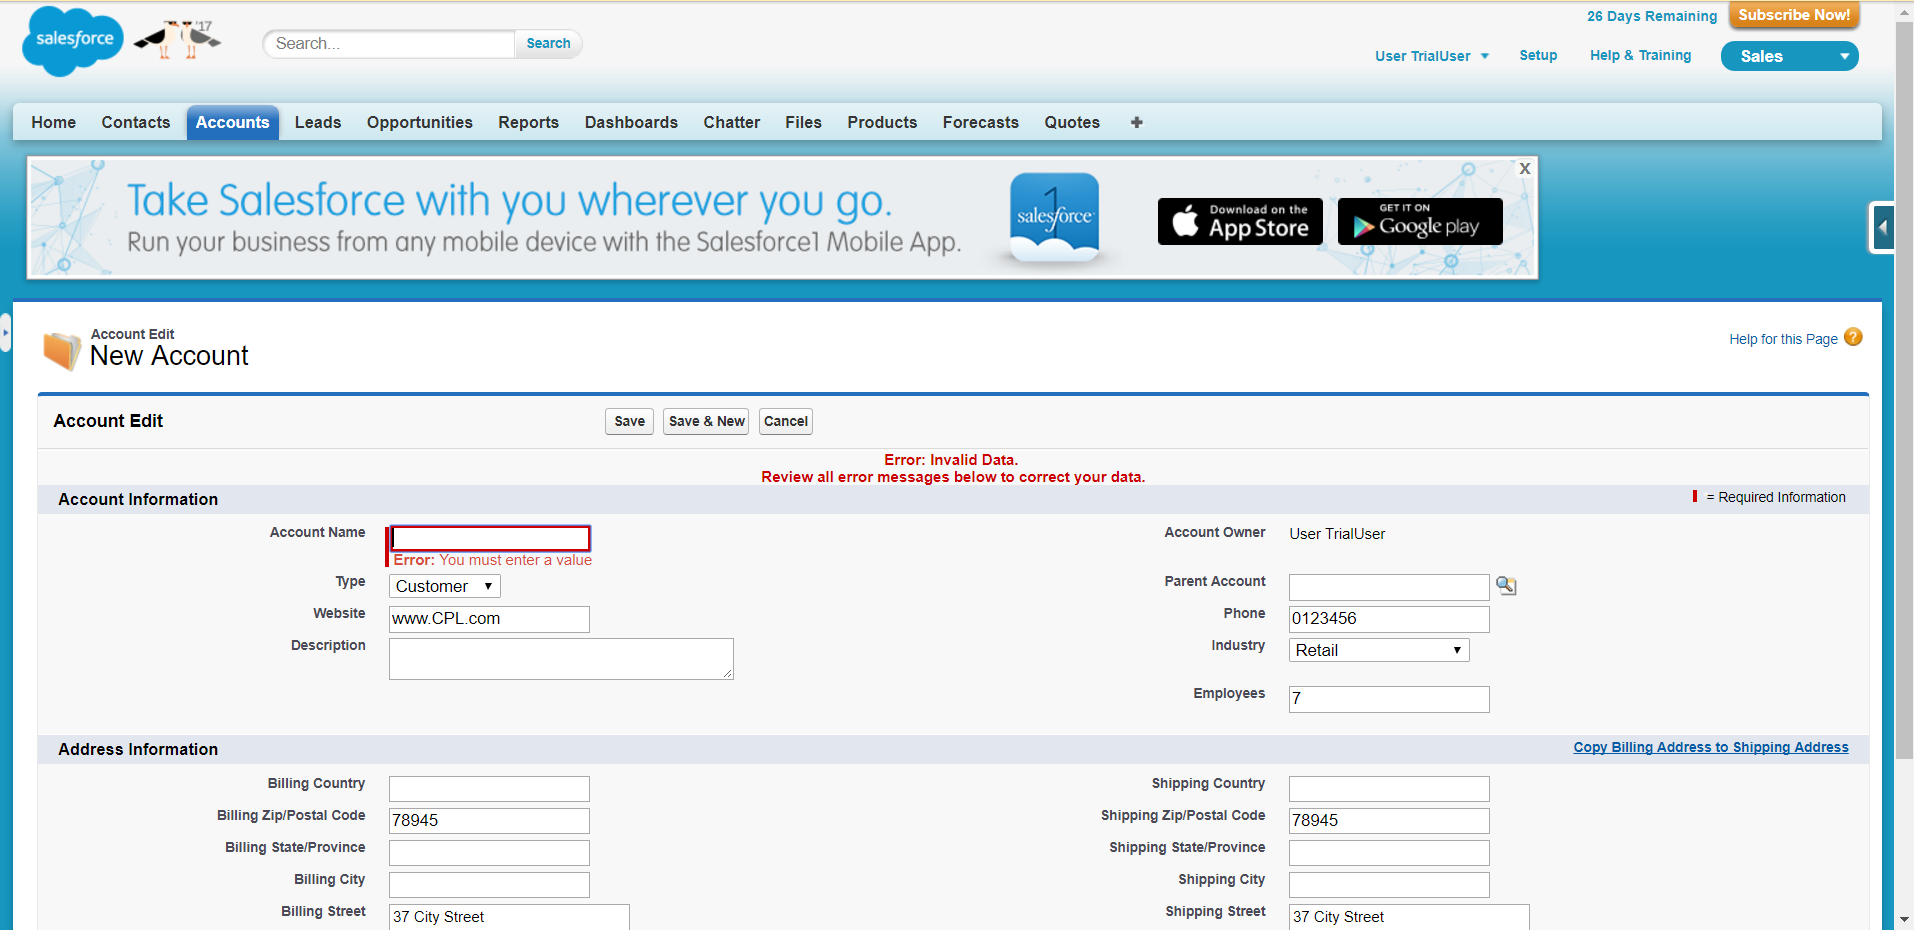 salesforce
'17
Search...
Search
26 Days Remaining
Subscribe Now!
User TrialUser
Setup
Help & Training
Sales
Home
Contacts
Accounts
Leads
Opportunities
Reports
Dashboards
Chatter
Files
Products
Forecasts
Quotes
Take Salesforce with you wherever you go.
Run your business from any mobile device with the Salesforce1 Mobile App.
1
salesforce
Download on the
App Store
GET IT ON
Google play
X
Account Edit
New Account
Help for this Page ?
Account Edit
Save
Save & New
Cancel
Error: Invalid Data.
Review all error messages below to correct your data.
Account Information
= Required Information
Account Name
Error: You must enter a value
Account Owner
User TrialUser
Type
Customer
Parent Account
Website
www.CPL.com
Phone
0123456
Description
Industry
Retail
Employees
7
Address Information
Copy Billing Address to Shipping Address
Billing Country
Shipping Country
Billing Zip/Postal Code
78945
Shipping Zip/Postal Code
78945
Billing State/Province
Shipping State/Province
Billing City
Shipping City
Billing Street
37 City Street
Shipping Street
37 City Street